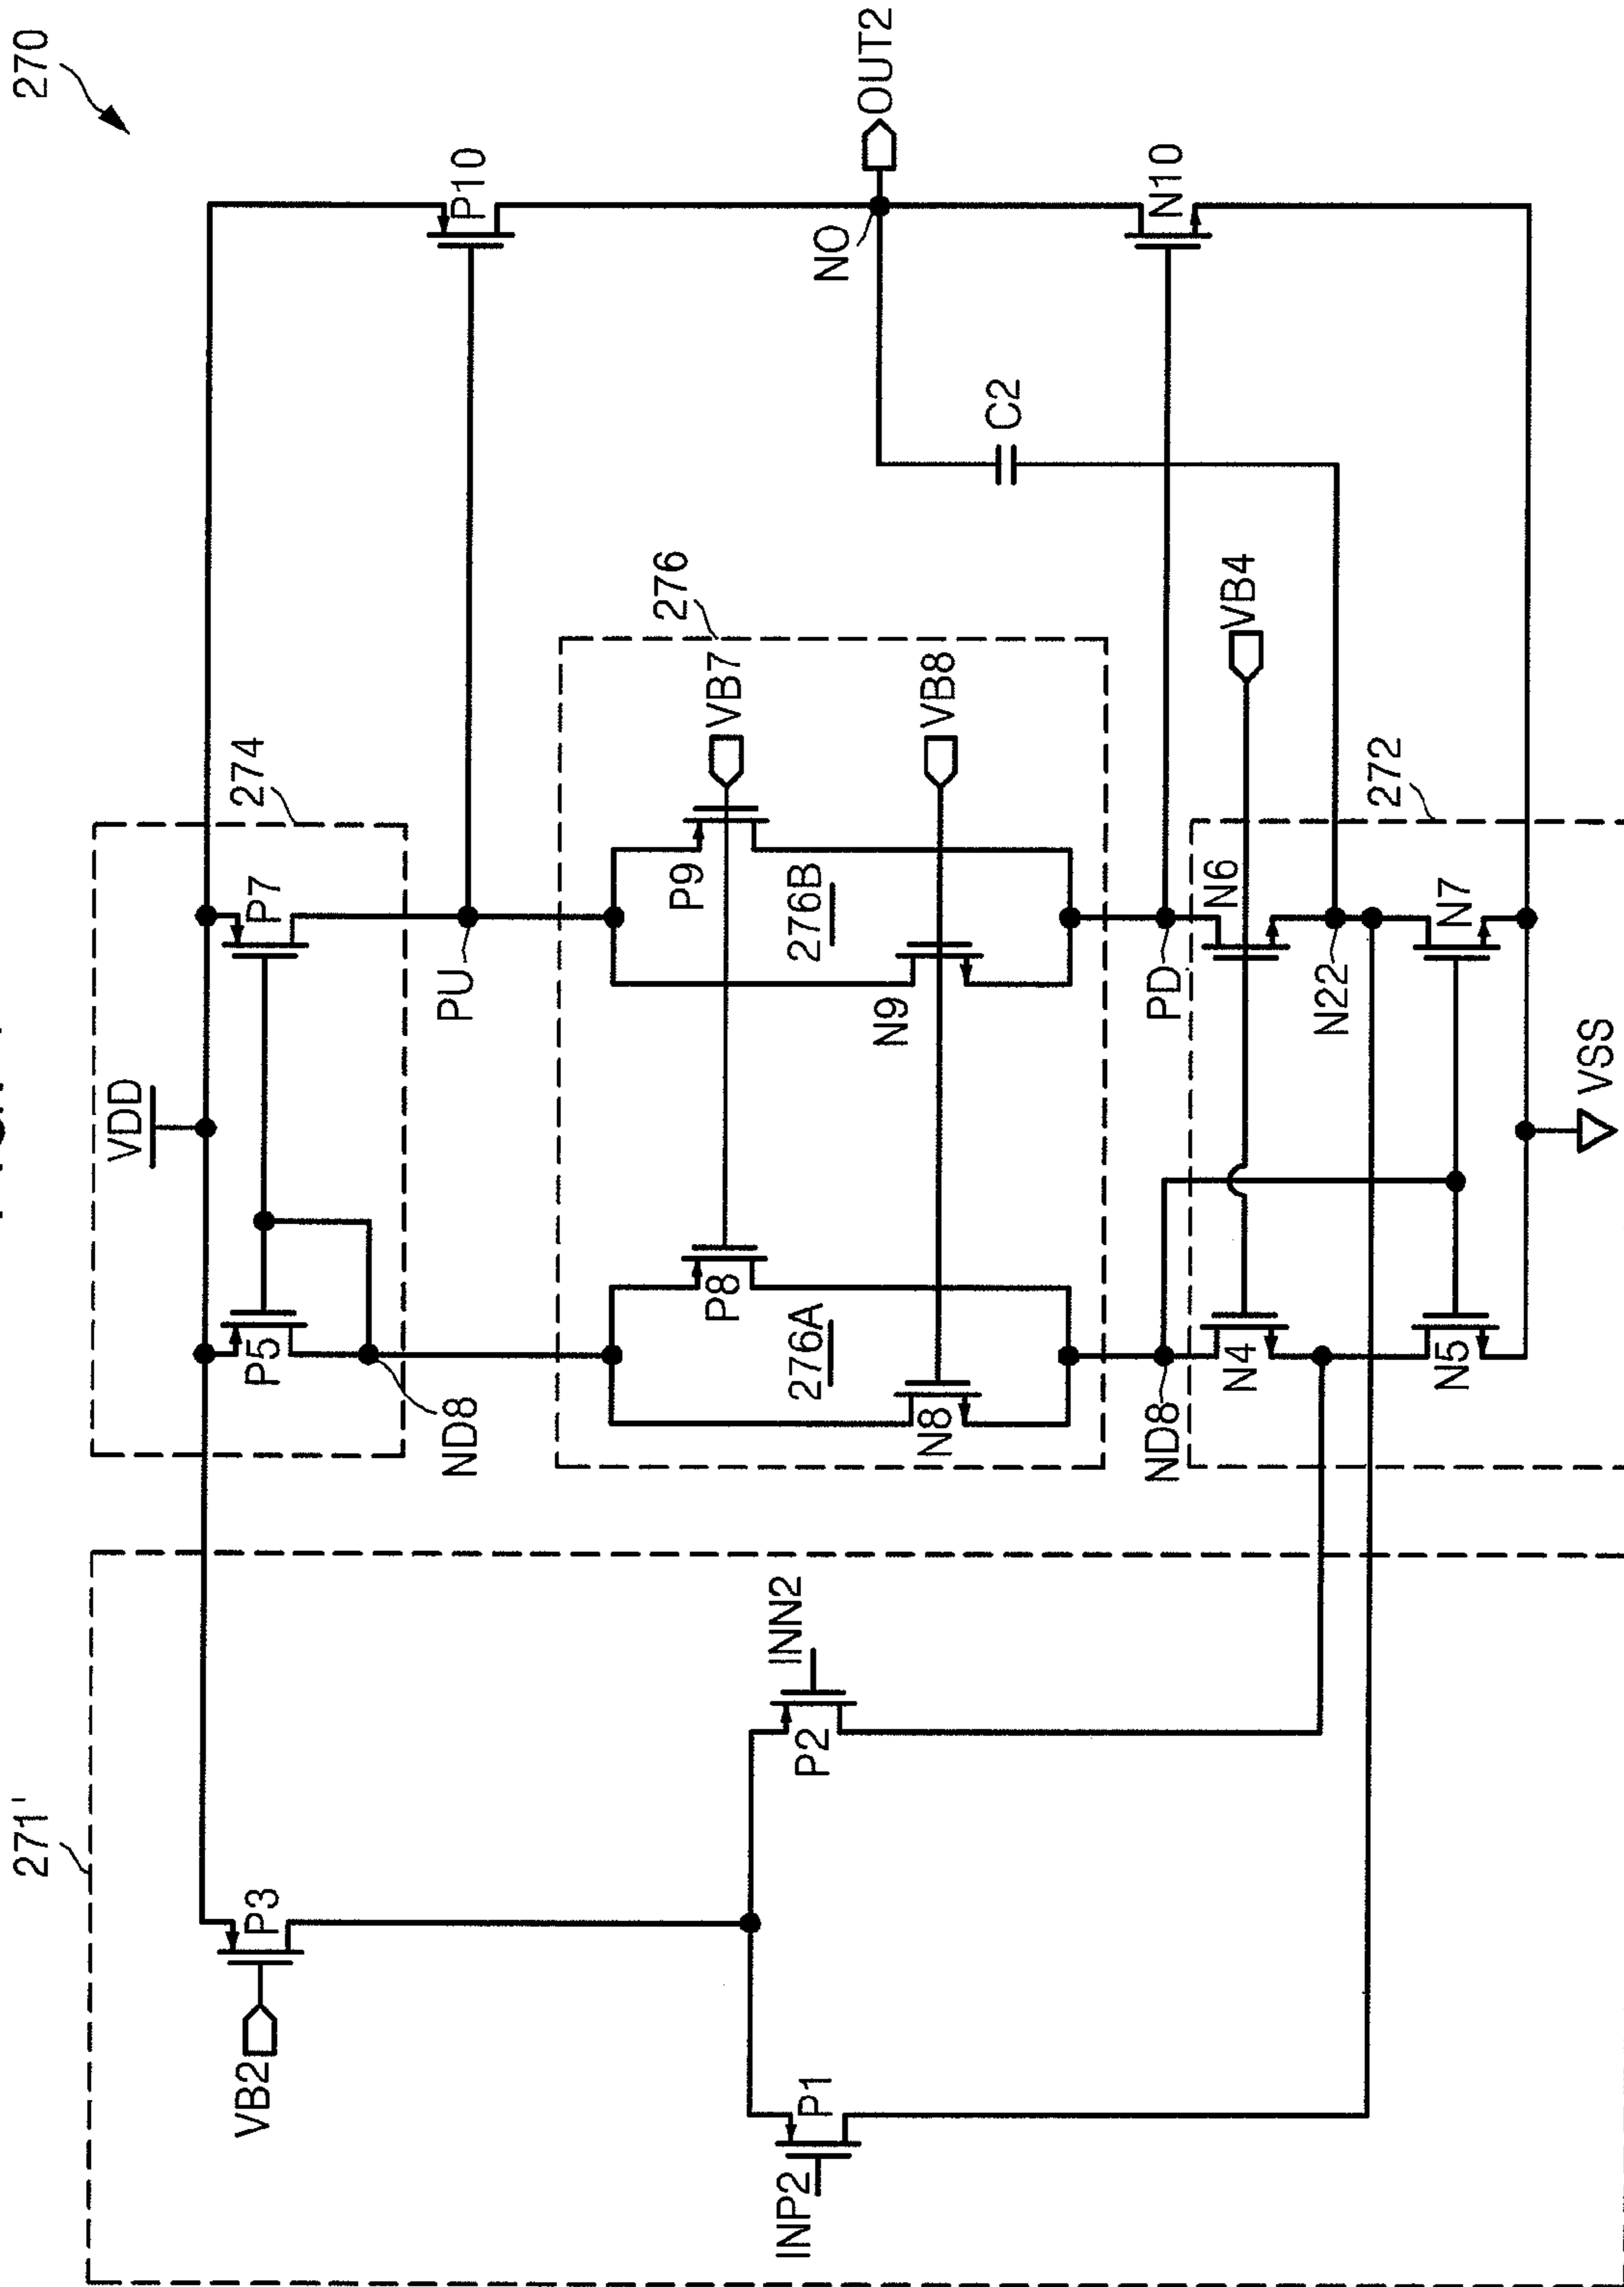 270
271'
VDD
274
P3
P5
P7
P10
VB2
ND8
PU
276
P8
P9
VB7
INP2
P1
P2
INN2
276A
276B
NO
OUT2
N8
N9
VB8
C2
ND8
PD
N10
N4
N6
VB4
N22
272
N5
N7
VSS